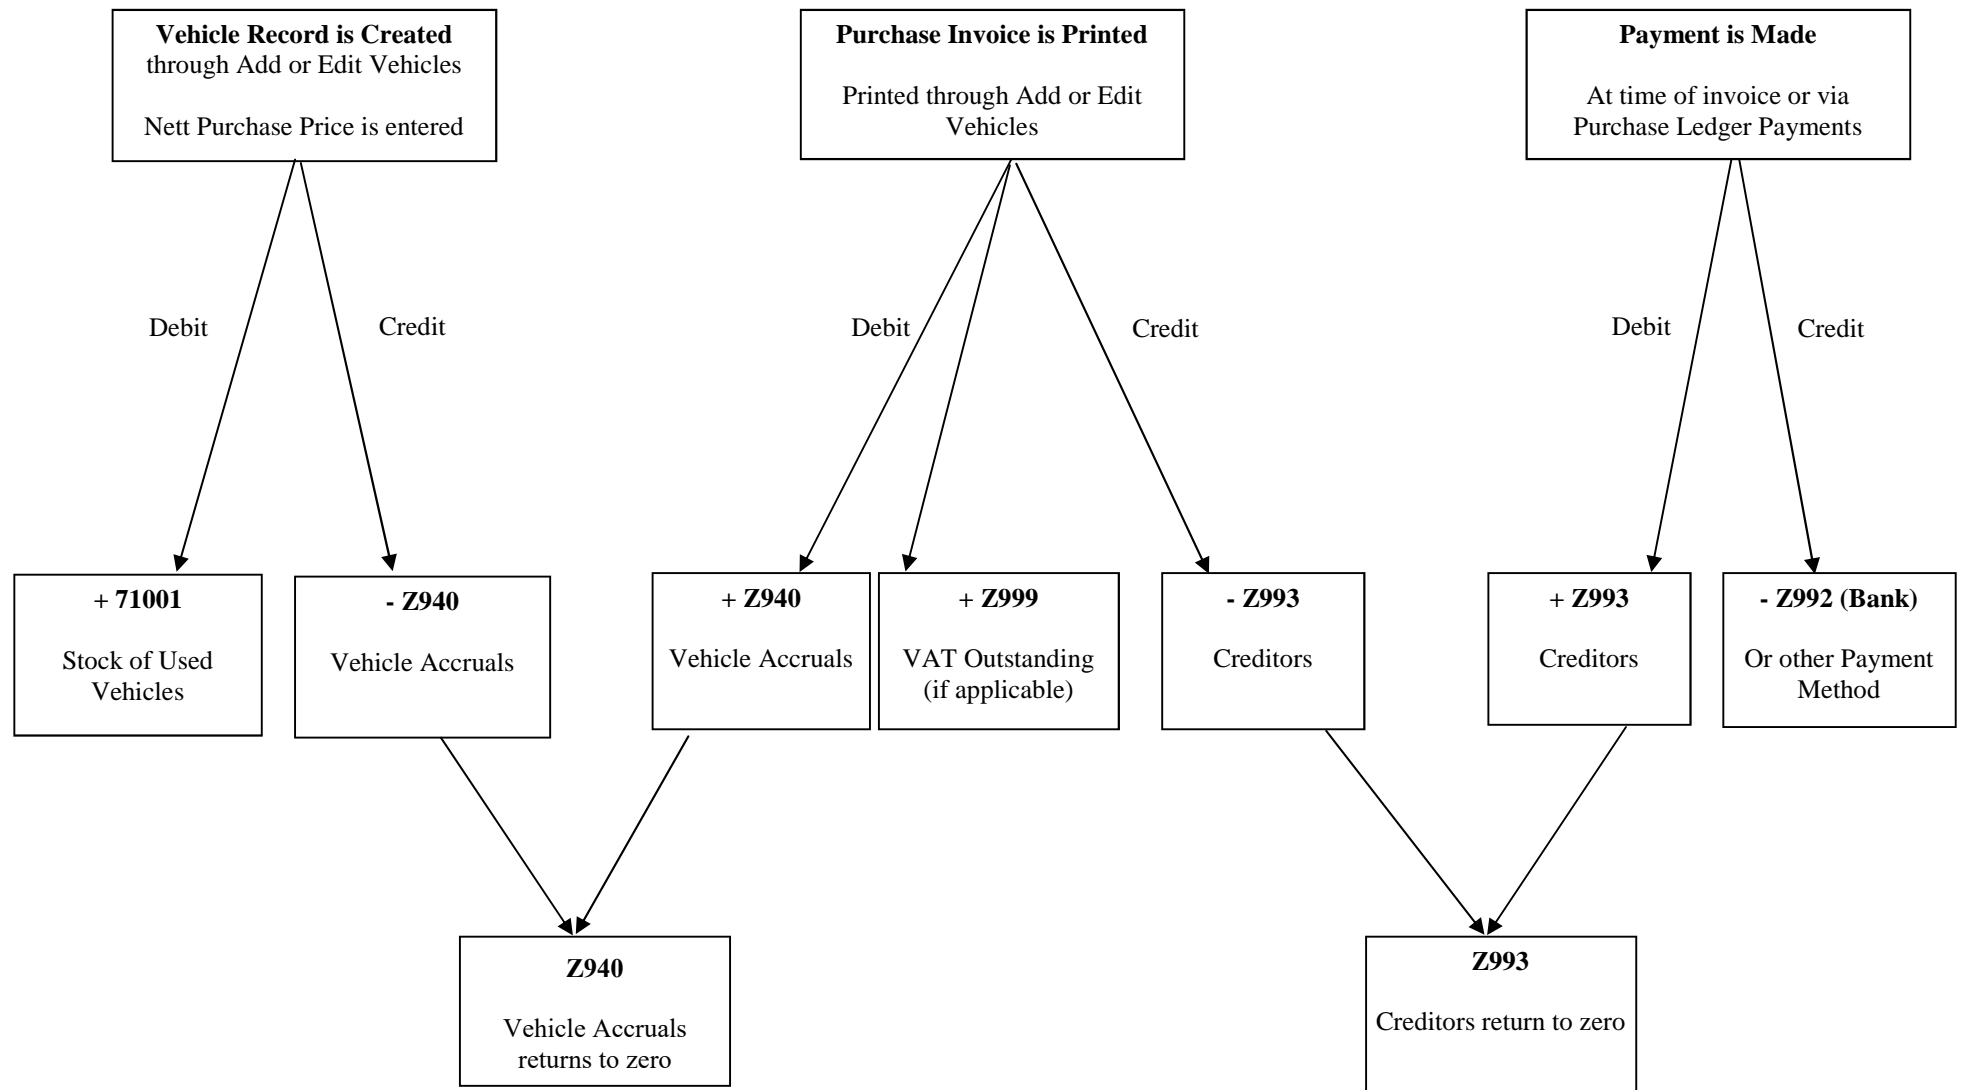 Vehicle Record is Created
through Add or Edit Vehicles
Nett Purchase Price is entered
Purchase Invoice is Printed
Printed through Add or Edit
Vehicles
Payment is Made
At time of invoice or via
Purchase Ledger Payments
Debit
Credit
Debit
Credit
Debit
Credit
+ 71001
Stock of Used
Vehicles
- Z940
Vehicle Accruals
+ Z940
Vehicle Accruals
+ Z999
VAT Outstanding
(if applicable)
- Z993
Creditors
+ Z993
Creditors
- Z992 (Bank)
Or other Payment
Method
Z940
Vehicle Accruals
returns to zero
Z993
Creditors return to zero